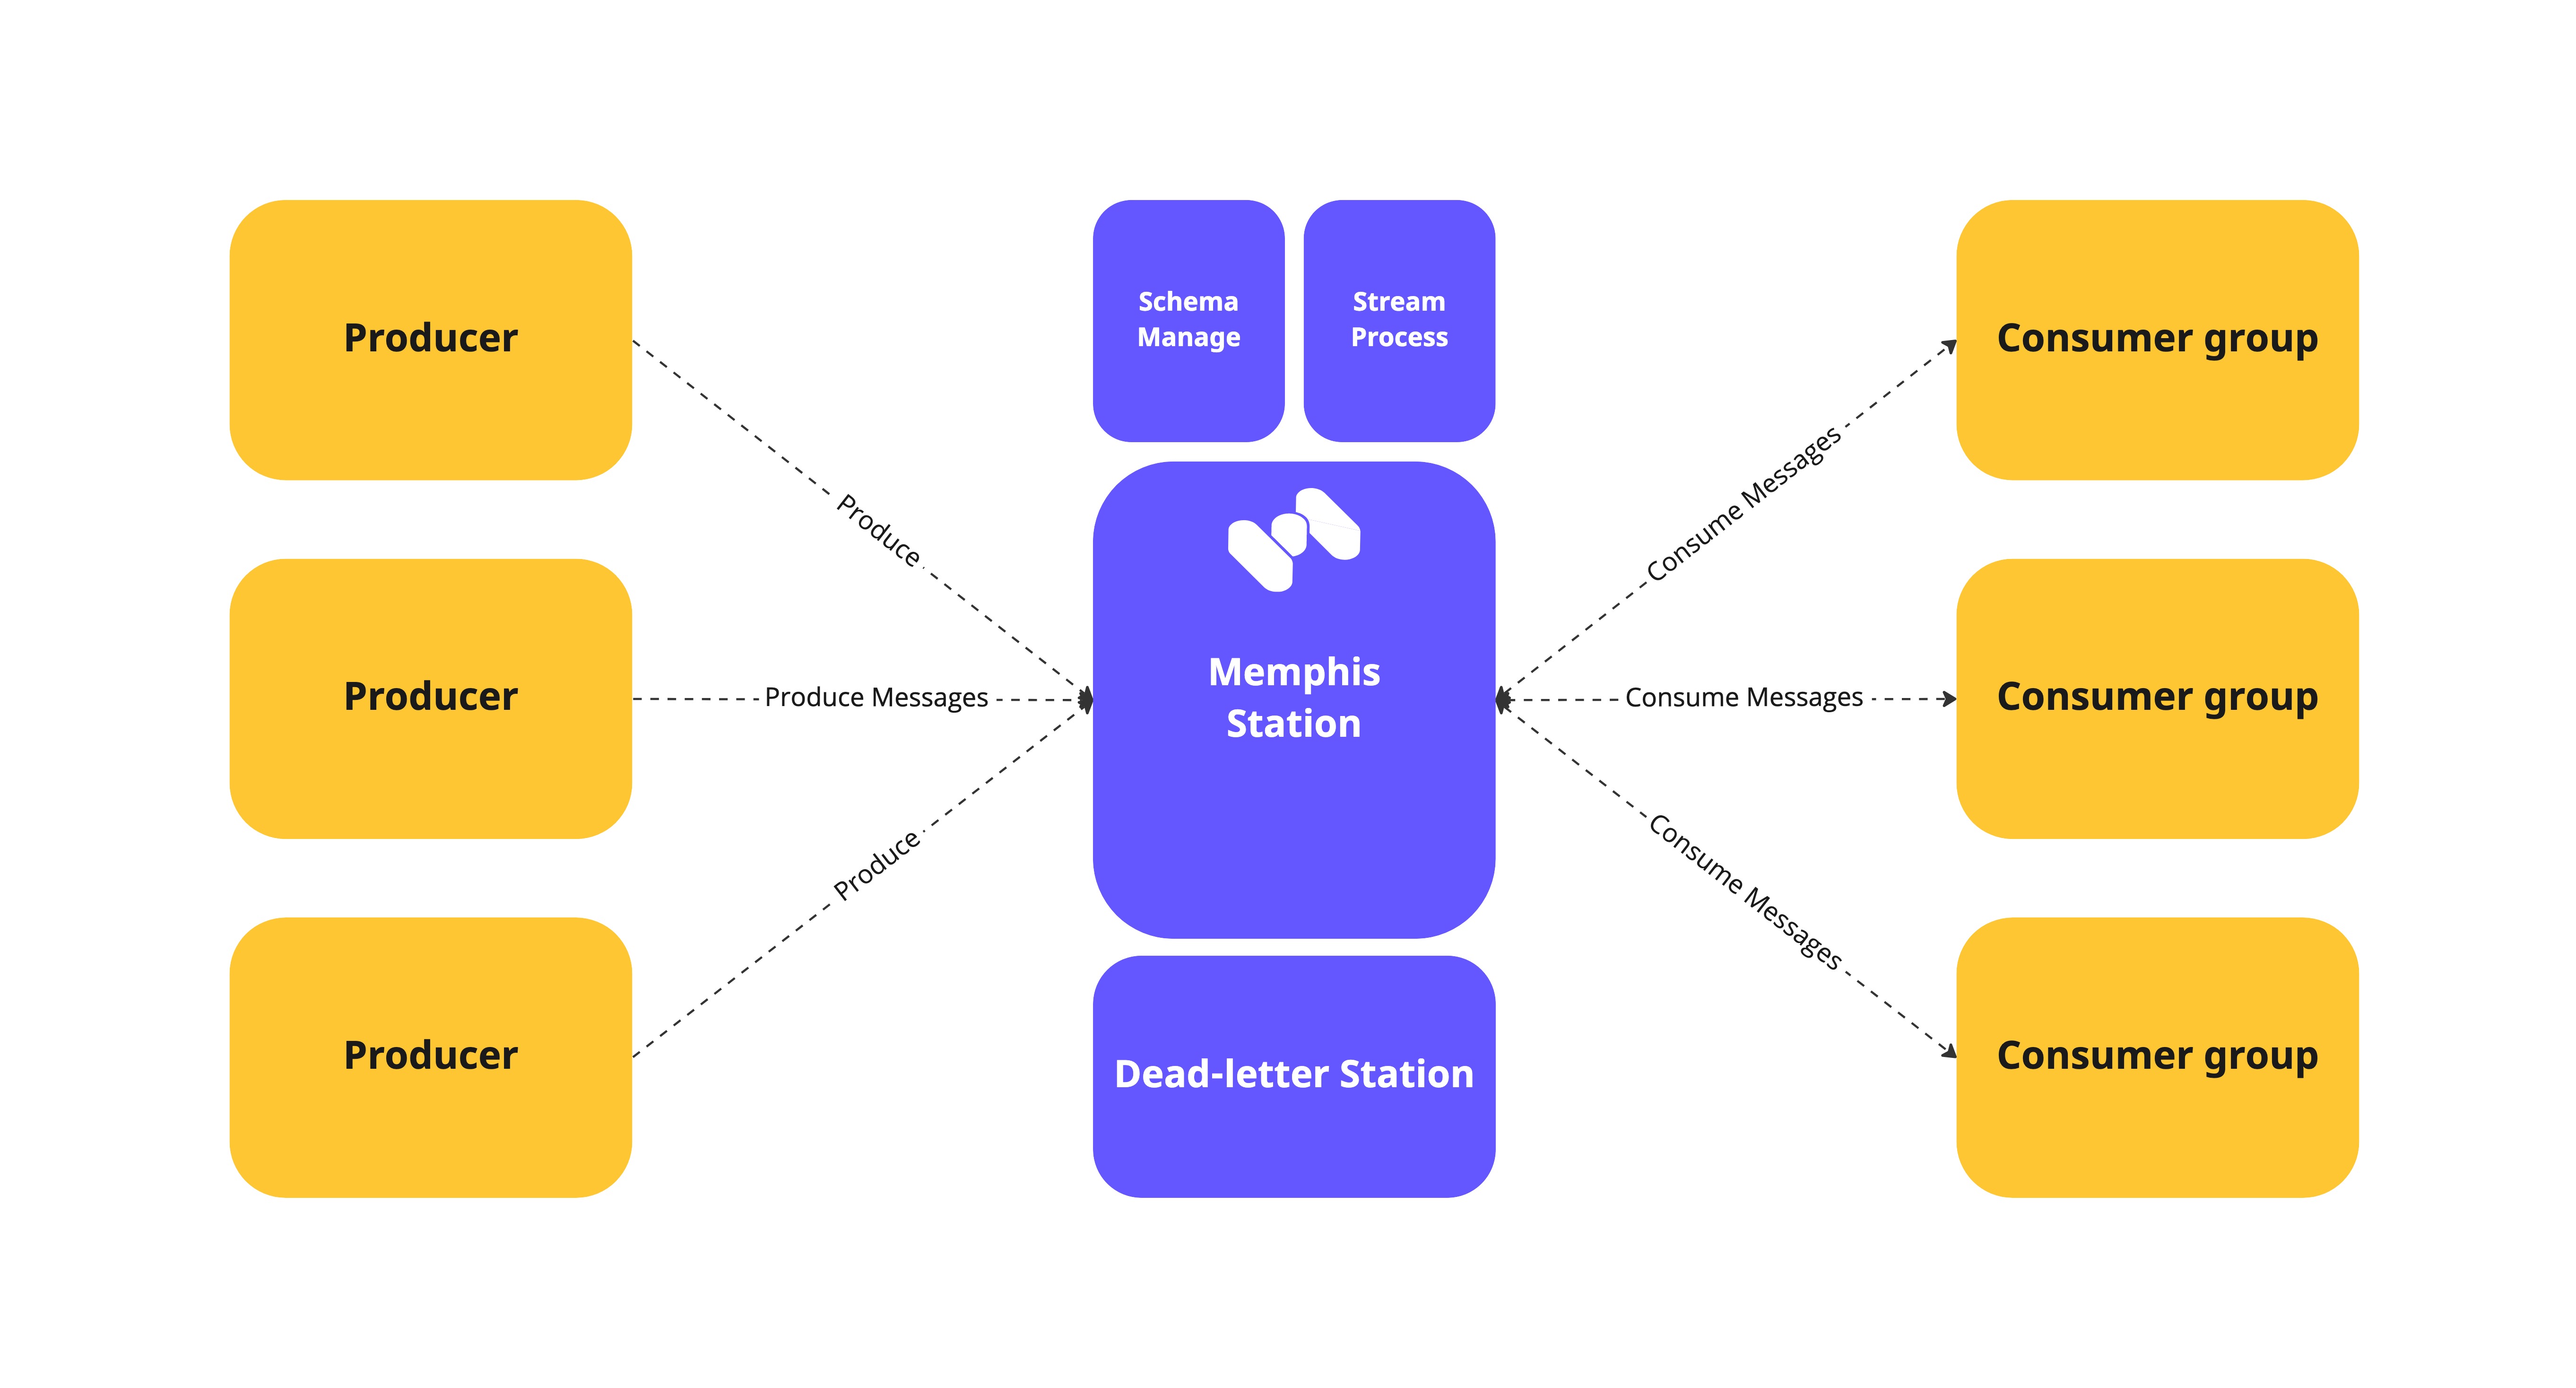 Producer
Produce
Producer
Produce Messages
Producer
Produce
Schema
Manage
Stream
Process
Memphis
Station
Dead-letter Station
Consume Messages
Consumer group
Consume Messages
Consumer group
Consume Messages
Consumer group